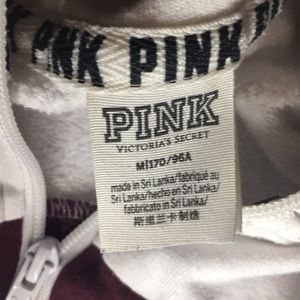 PINK PINK PINK
PINK
VICTORIA'S SECRET
M|170/96A
made in Sri Lanka/fabriqué au
Sri Lanka/hecho en Sri Lanka/
fabbricato in Sri Lanka/
斯里兰卡制造